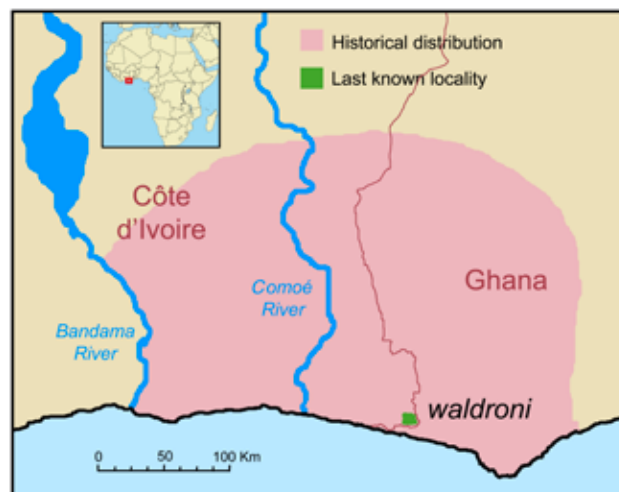 Historical distribution
Last known locality
Côte
d'Ivoire
Ghana
Comoé
River
Bandama
River
waldroni
0 50 100 Km